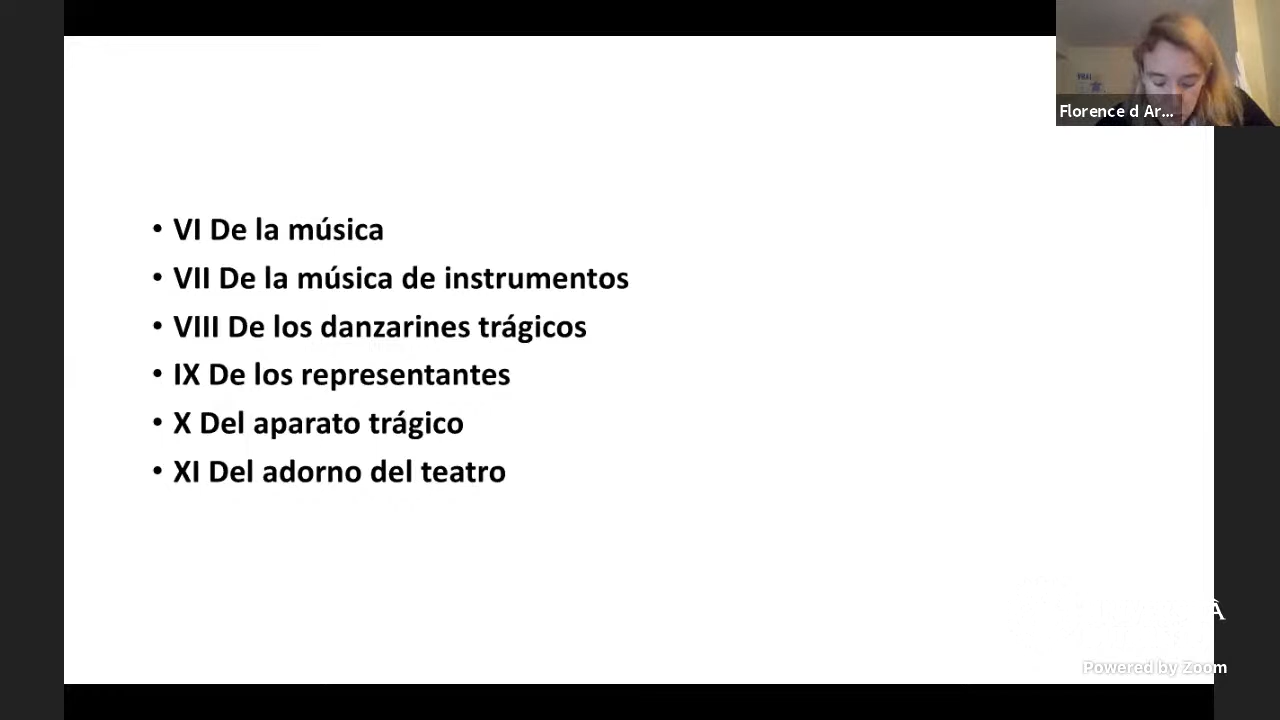 Florence d Ar...
• VI De la música
• VII De la música de instrumentos
• VIII De los danzarines trágicos
• IX De los representantes
• X Del aparato trágico
• XI Del adorno del teatro
Powered by Zoom